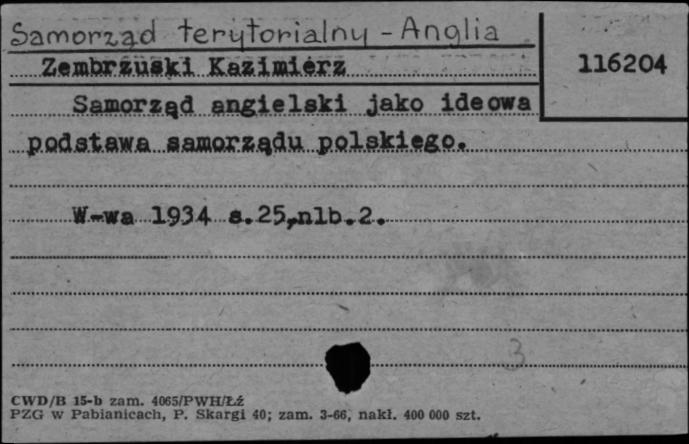 Samorząd terytorialny - Anglia
Zembrzuski Kazimierz
116204
Samorząd angielski jako ideowa
podstawa samorządu polskiego.
W-wa 1934 s.25,nlb.2.
3
CWD/B 15-b zam. 4065/PWH/Łż
PZG w Pabianicach, P. Skargi 40; zam. 3-66, nakł. 400 000 szt.